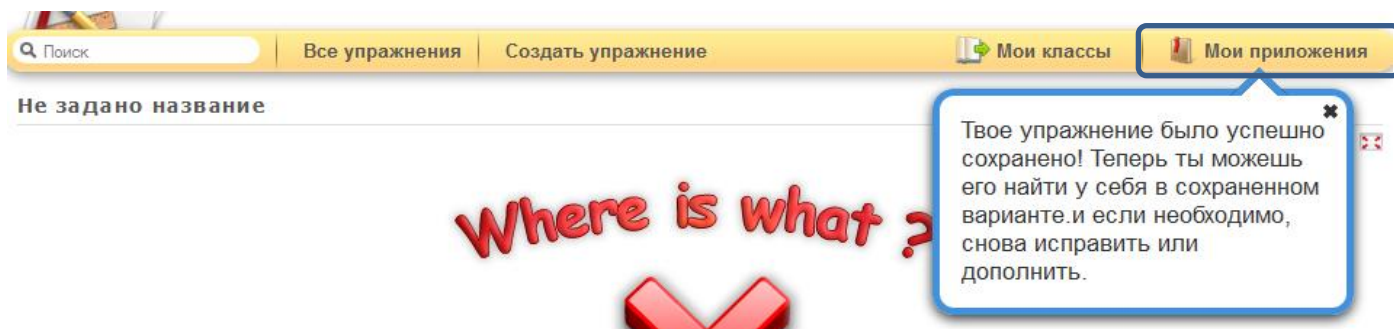 Поиск
Все упражнения
Создать упражнение
Мои классы
Мои приложения
Не задано название
Where is what ?
Твое упражнение было успешно
сохранено! Теперь ты можешь
его найти у себя в сохраненном
варианте.и если необходимо,
снова исправить или
дополнить.